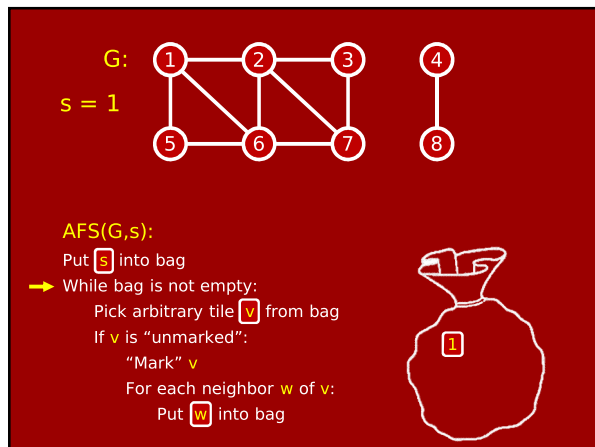 G:
1 2 3 4
s = 1
5 6 7 8
AFS(G,s):
Put s into bag
While bag is not empty:
Pick arbitrary tile v from bag
If v is “unmarked”:
“Mark” v
For each neighbor w of v:
Put w into bag
1